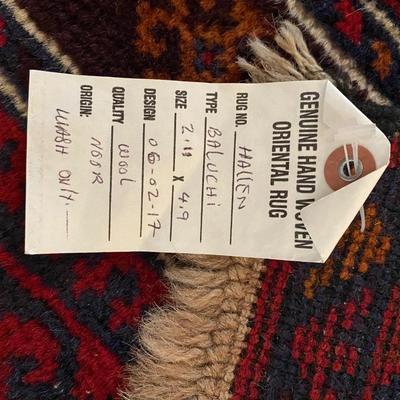 GENUINE HAND WOVEN
ORIENTAL RUG
RUG NO. HALLEN
TYPE BALUCHI
SIZE 2.11 X 4.9
DESIGN 06-02-17
QUALITY WOOL
ORIGIN:
WASH ONLY.